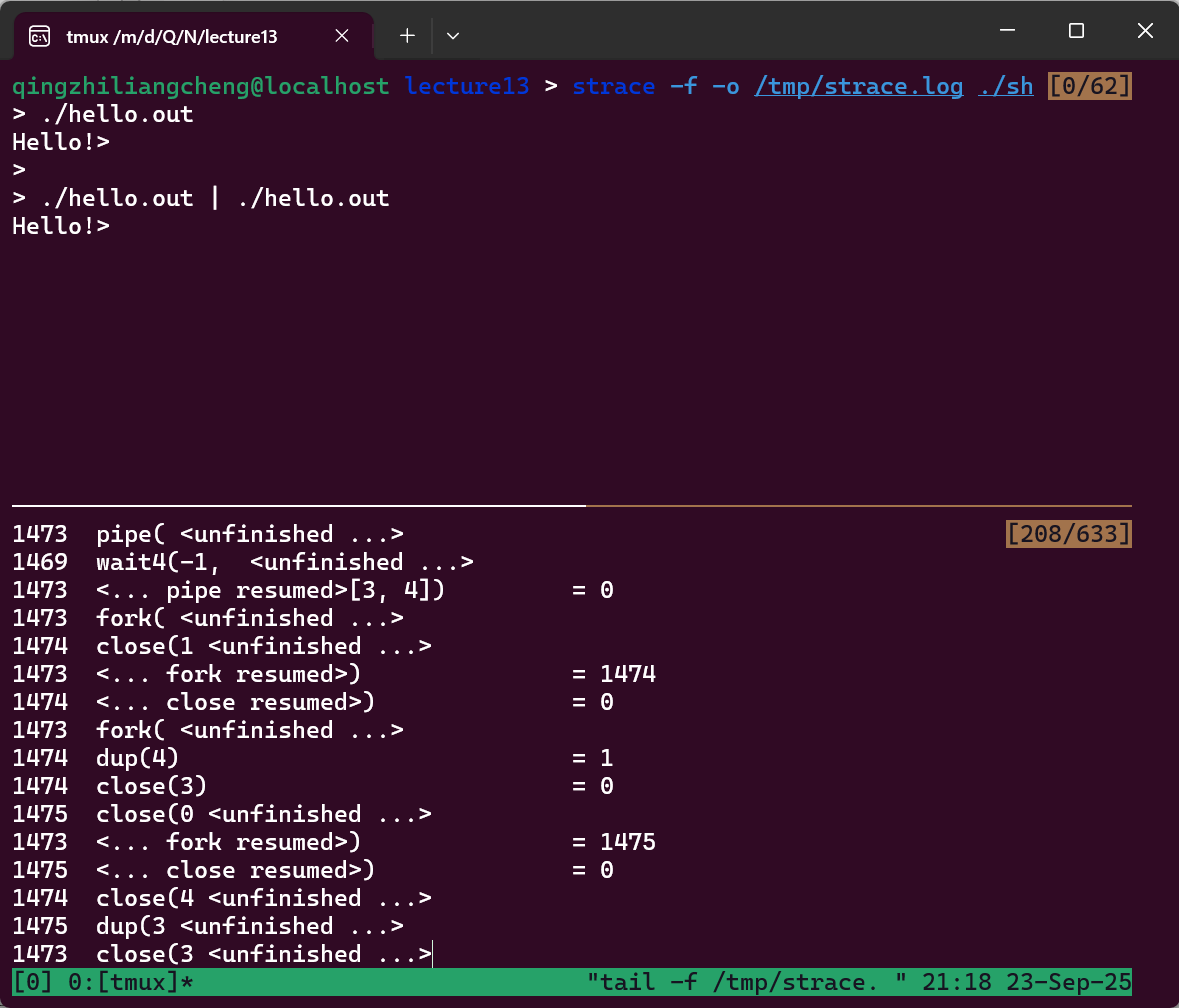 tmux /m/d/Q/N/lecture13
qingzhiliangcheng@localhost lecture13 > strace -f -o /tmp/strace.log ./sh [0/62]
> ./hello.out
Hello!>
>
> ./hello.out | ./hello.out
Hello!>
1473  pipe( <unfinished ...> [208/633]
1469  wait4(-1,  <unfinished ...>
1473  <... pipe resumed>[3, 4])         = 0
1473  fork( <unfinished ...>
1474  close(1 <unfinished ...>
1473  <... fork resumed>)               = 1474
1474  <... close resumed>)              = 0
1473  fork( <unfinished ...>
1474  dup(4)                            = 1
1474  close(3)                          = 0
1475  close(0 <unfinished ...>
1473  <... fork resumed>)               = 1475
1475  <... close resumed>)              = 0
1474  close(4 <unfinished ...>
1475  dup(3 <unfinished ...>
1473  close(3 <unfinished ...>
[0] 0:[tmux]* "tail -f /tmp/strace. " 21:18 23-Sep-25